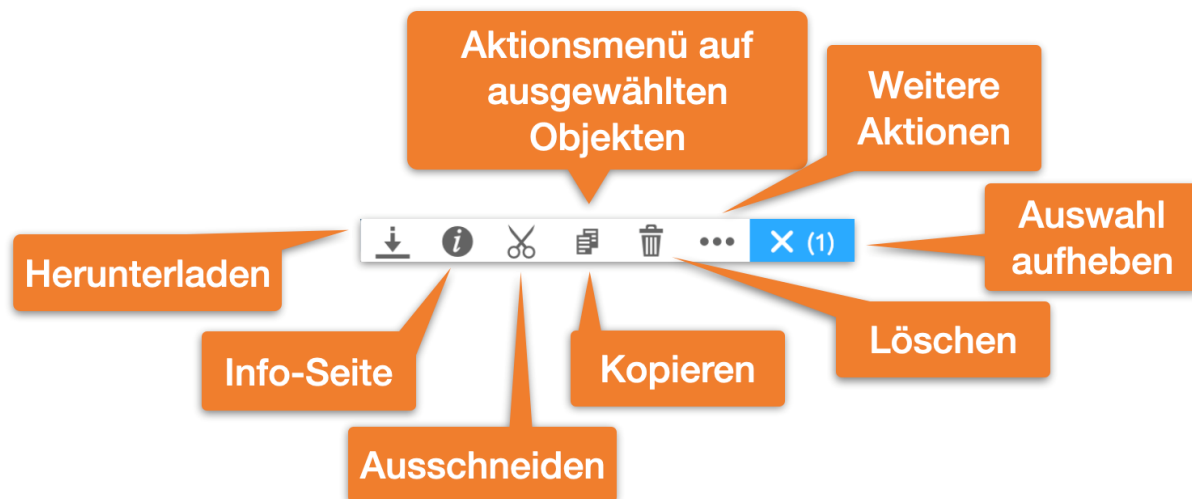 Aktionsmenü auf
ausgewählten
Objekten
Weitere
Aktionen
Auswahl
aufheben
(1)
Herunterladen
Löschen
Info-Seite
Kopieren
Ausschneiden